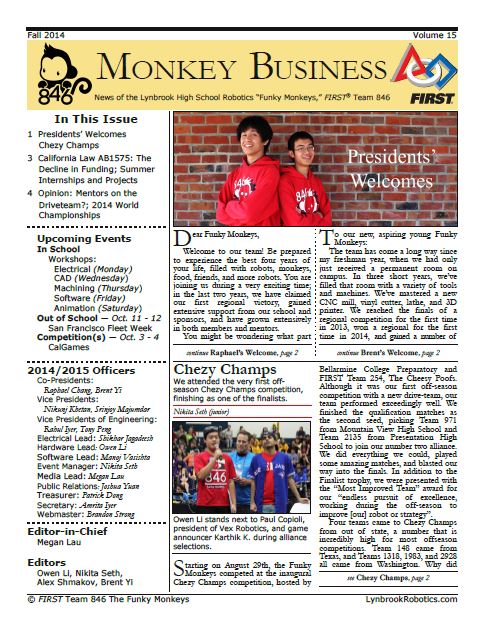 Fall 2014
Volume 15
846
MONKEY BUSINESS
News of the Lynbrook High School Robotics "Funky Monkeys," FIRST® Team 846
FIRST®
In This Issue
1 Presidents' Welcomes
Chezy Champs
3 California Law AB1575: The
Decline in Funding; Summer
Internships and Projects
4 Opinion: Mentors on the
Driveteam?; 2014 World
Championships
Upcoming Events
In School
Workshops:
Electrical (Monday)
CAD (Wednesday)
Machining (Thursday)
Software (Friday)
Animation (Saturday)
Out of School — Oct. 11 - 12
San Francisco Fleet Week
Competition(s) — Oct. 3 - 4
CalGames
2014/2015 Officers
Co-Presidents:
Raphael Chang, Brent Yi
Vice Presidents:
Nikunj Khetan, Srinjoy Majumdar
Vice Presidents of Engineering:
Rahul Iyer, Tony Peng
Electrical Lead: Shikhar Jagadeesh
Hardware Lead: Owen Li
Software Lead: Manoj Vasishta
Event Manager: Nikita Seth
Media Lead: Megan Lau
Public Relations: Joshua Yuan
Treasurer: Patrick Dong
Secretary: Amrita Iyer
Webmaster: Brandon Strong
Editor-in-Chief
Megan Lau
Editors
Owen Li, Nikita Seth,
Alex Shmakov, Brent Yi
846
Presidents'
Welcomes
Dear Funky Monkeys,
Welcome to our team! Be prepared
to experience the best four years of
your life, filled with robots, monkeys,
food, friends, and more robots. You are
joining us during a very exciting time;
in the last two years, we have claimed
our first regional victory, gained
extensive support from our school and
sponsors, and have grown extensively
in both members and mentors.
You might be wondering what part
continue Raphael's Welcome, page 2
To our new, aspiring young Funky
Monkeys:
The team has come a long way since
my freshman year, when we had only
just received a permanent room on
campus. In three short years, we've
filled that room with a variety of tools
and machines. We've mastered a new
CNC mill, vinyl cutter, lathe, and 3D
printer. We reached the finals of a
regional competition for the first time
in 2013, won a regional for the first
time in 2014, and gained a number of
continue Brent's Welcome, page 2
Chezy Champs
We attended the very first off-
season Chezy Champs competition,
finishing as one of the finalists.
Nikita Seth (junior)
846
Owen Li stands next to Paul Copioli,
president of Vex Robotics, and game
announcer Karthik K. during alliance
selections.
Starting on August 29th, the Funky
Monkeys competed at the inaugural
Chezy Champs competition, hosted by
Bellarmine College Preparatory and
FIRST Team 254, The Cheesy Poofs.
Although it was our first off-season
competition with a new drive-team, our
team performed exceedingly well. We
finished the qualification matches as
the second seed, picking Team 971
from Mountain View High School and
Team 2135 from Presentation High
School to join our number two alliance.
We did everything we could, played
some amazing matches, and blasted our
way into the finals. In addition to the
Finalist trophy, we were presented with
the "Most Improved Team" award for
our "endless pursuit of excellence,
working during the off-season to
improve [our] robot or strategy".
Four teams came to Chezy Champs
from out of state, a number that is
incredibly high for most offseason
competitions. Team 148 came from
Texas, and Teams 1318, 1983, and 2928
all came from Washington. Why did
see Chezy Champs, page 2
© FIRST Team 846 The Funky Monkeys
LynbrookRobotics.com